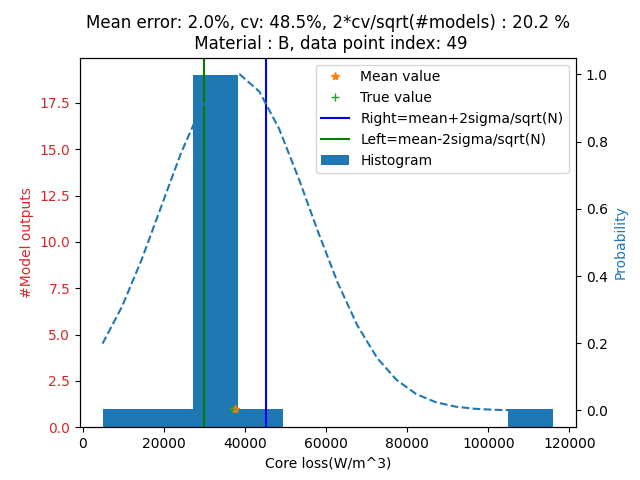 Mean error: 2.0%, cv: 48.5%, 2*cv/sqrt(#models) : 20.2 %
Material : B, data point index: 49
Mean value
True value
Right=mean+2sigma/sqrt(N)
Left=mean-2sigma/sqrt(N)
Histogram
#Model outputs
17.5
15.0
12.5
10.0
7.5
5.0
2.5
0.0
1.0
0.8
0.6
0.4
0.2
0.0
Probability
0 20000 40000 60000 80000 100000 120000
Core loss(W/m^3)